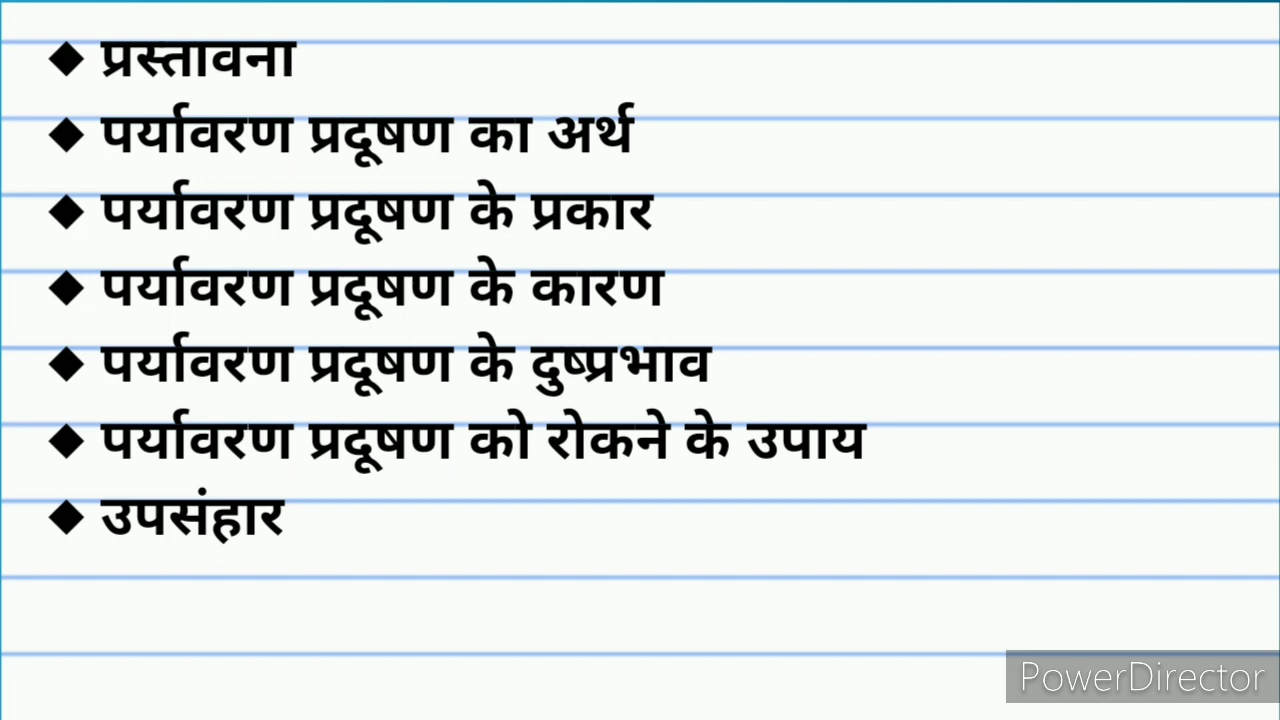 ◆ प्रस्तावना
◆ पर्यावरण प्रदूषण का अर्थ
◆ पर्यावरण प्रदूषण के प्रकार
◆ पर्यावरण प्रदूषण के कारण
◆ पर्यावरण प्रदूषण के दुष्प्रभाव
◆ पर्यावरण प्रदूषण को रोकने के उपाय
◆ उपसंहार
PowerDirector